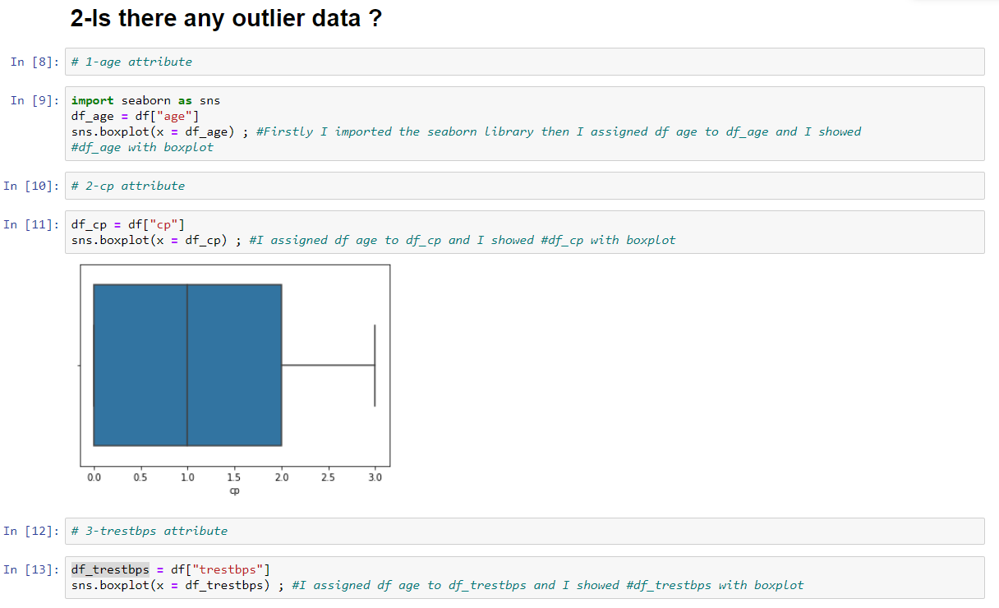 2-Is there any outlier data ?
In [8]: # 1-age attribute
In [9]: import seaborn as sns
df_age = df["age"]
sns.boxplot(x = df_age) ; #Firstly I imported the seaborn library then I assigned df age to df_age and I showed
#df_age with boxplot
In [10]: # 2-cp attribute
In [11]: df_cp = df["cp"]
sns.boxplot(x = df_cp) ; #I assigned df age to df_cp and I showed #df_cp with boxplot
0.0 0.5 1.0 1.5 2.0 2.5 3.0
cp
In [12]: # 3-trestbps attribute
In [13]: df_trestbps = df["trestbps"]
sns.boxplot(x = df_trestbps) ; #I assigned df age to df_trestbps and I showed #df_trestbps with boxplot